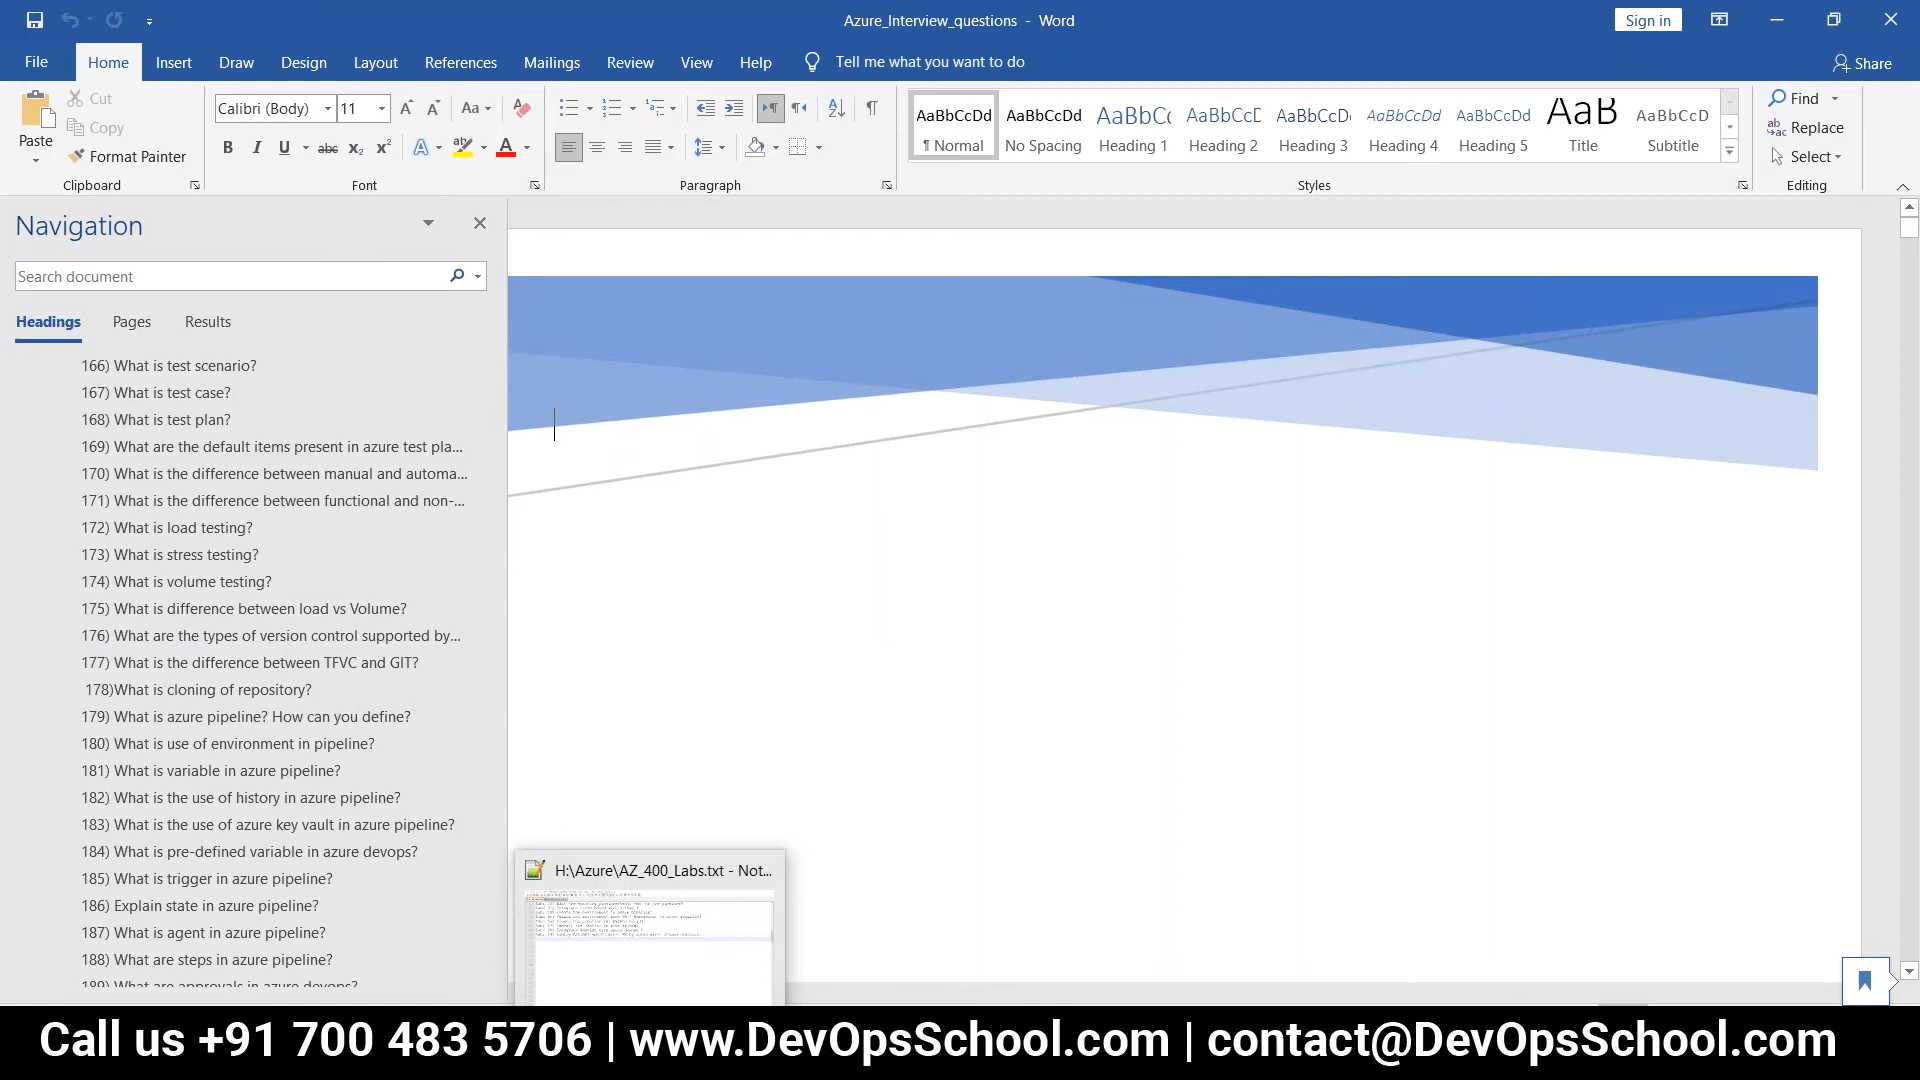 Azure_Interview_questions - Word
Sign in
File
Home
Insert
Draw
Design
Layout
References
Mailings
Review
View
Help
Tell me what you want to do
Share
Paste
Cut
Copy
Format Painter
Clipboard
Calibri (Body)
11
Aa
B I U abc x₂ x²
A
ab
A
Font
Paragraph
AaBbCcDd
¶ Normal
AaBbCcDd
No Spacing
AaBbCc
Heading 1
AaBbCcD
Heading 2
AaBbCcDd
Heading 3
AaBbCcDd
Heading 4
AaBbCcDd
Heading 5
AaB
Title
AaBbCcD
Subtitle
Styles
Find
Replace
Select
Editing
Navigation
Search document
Headings
Pages
Results
166) What is test scenario?
167) What is test case?
168) What is test plan?
169) What are the default items present in azure test pla...
170) What is the difference between manual and automa...
171) What is the difference between functional and non-...
172) What is load testing?
173) What is stress testing?
174) What is volume testing?
175) What is difference between load vs Volume?
176) What are the types of version control supported by...
177) What is the difference between TFVC and GIT?
178)What is cloning of repository?
179) What is azure pipeline? How can you define?
180) What is use of environment in pipeline?
181) What is variable in azure pipeline?
182) What is the use of history in azure pipeline?
183) What is the use of azure key vault in azure pipeline?
184) What is pre-defined variable in azure devops?
185) What is trigger in azure pipeline?
186) Explain state in azure pipeline?
187) What is agent in azure pipeline?
188) What are steps in azure pipeline?
189) What are approvals in azure devops?
H:\Azure\AZ_400_Labs.txt - Not...
Call us +91 700 483 5706 | www.DevOpsSchool.com | contact@DevOpsSchool.com